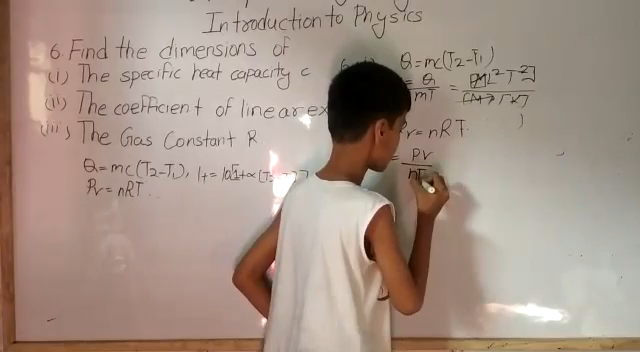 Introduction to Physics
6. Find the dimensions of
(i) The specific heat capacity c
(ii) The coefficient of linear ex
(iii) The Gas Constant R
Q = mc(T2-T1), lt = lo[1+∝(T2
Pv = nRT
Q = mc(T2-T1)
= Q/mT = [ML²T⁻²]
v = nRT
= Pv/nT